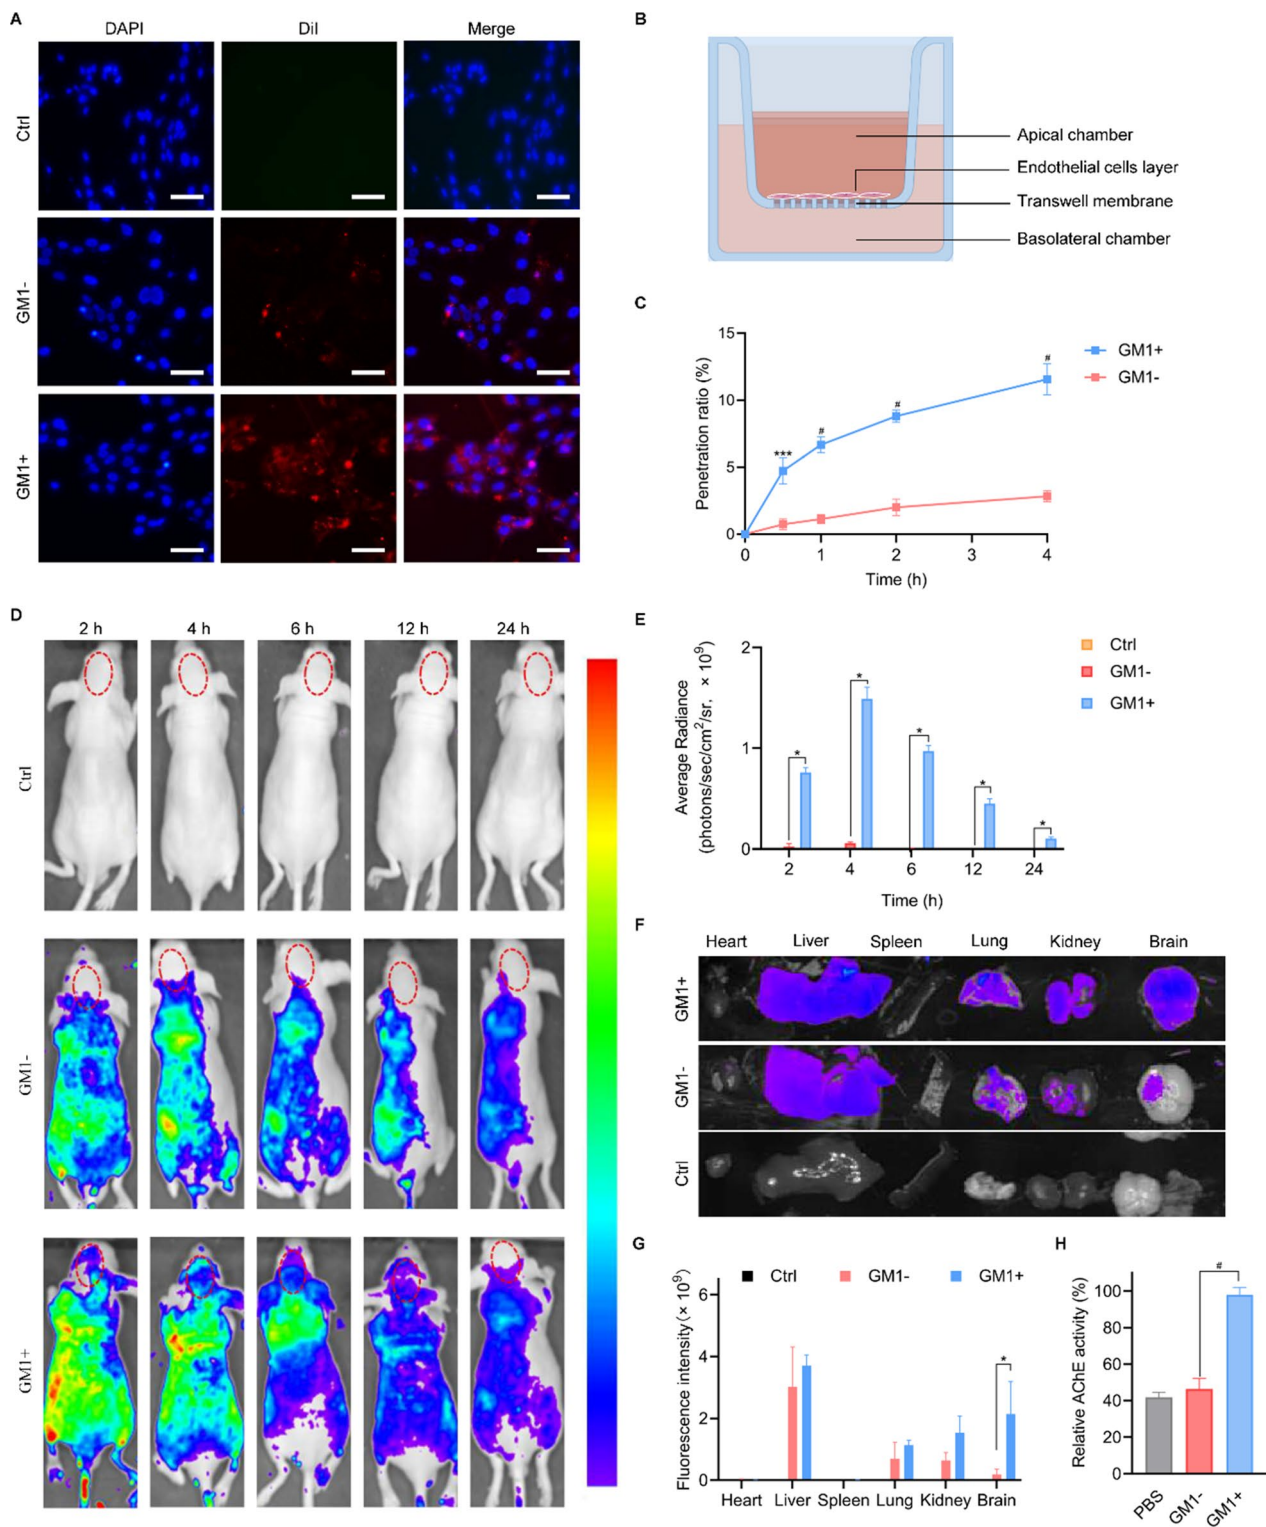 A
DAPI DiI Merge
Ctrl
GM1-
GM1+
B
Apical chamber
Endothelial cells layer
Transwell membrane
Basolateral chamber
C
Penetration ratio (%)
15
10
5
0
***
#
#
#
0 1 2 3 4
Time (h)
GM1+
GM1-
D
2 h 4 h 6 h 12 h 24 h
Ctrl
GM1-
GM1+
E
Average Radiance
(photons/sec/cm²/sr, × 10⁹)
2
1
0
* * * * *
2 4 6 12 24
Time (h)
Ctrl
GM1-
GM1+
F
Heart Liver Spleen Lung Kidney Brain
GM1+
GM1-
Ctrl
G
Ctrl GM1- GM1+
Fluorescence intensity (× 10⁹)
6
4
2
0
*
Heart Liver Spleen Lung Kidney Brain
H
Relative AChE activity (%)
100
80
60
40
20
0
#
PBS GM1- GM1+